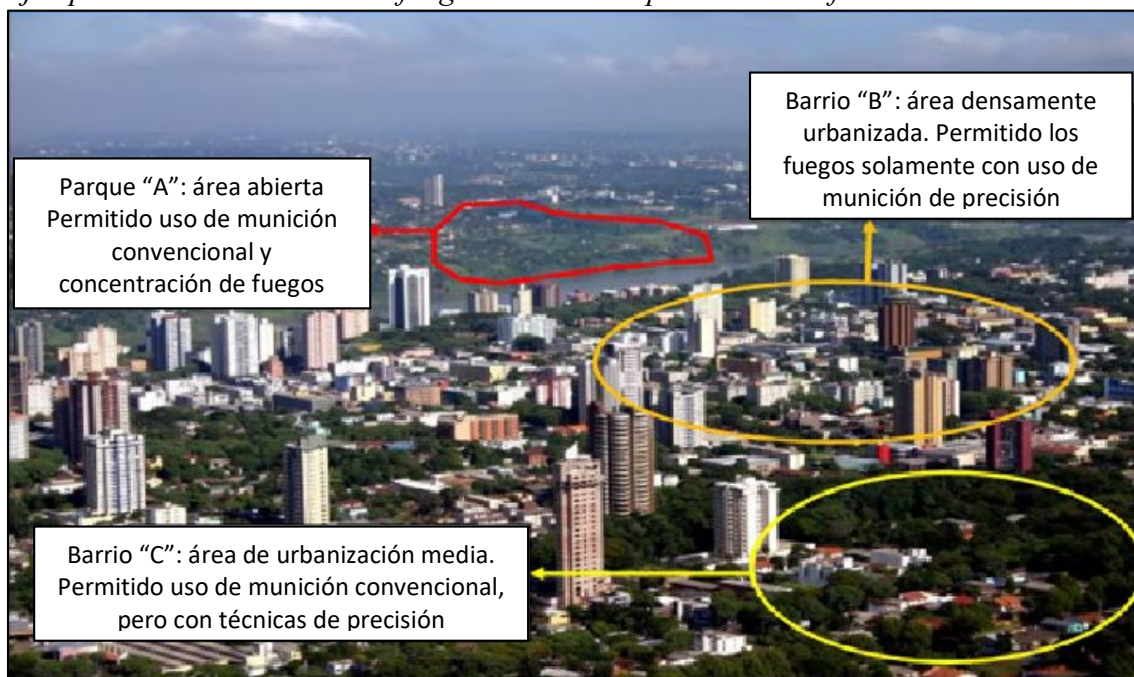 Parque “A”: área abierta
Permitido uso de munición
convencional y
concentración de fuegos
Barrio “B”: área densamente
urbanizada. Permitido los
fuegos solamente con uso de
munición de precisión
Barrio “C”: área de urbanización media.
Permitido uso de munición convencional,
pero con técnicas de precisión